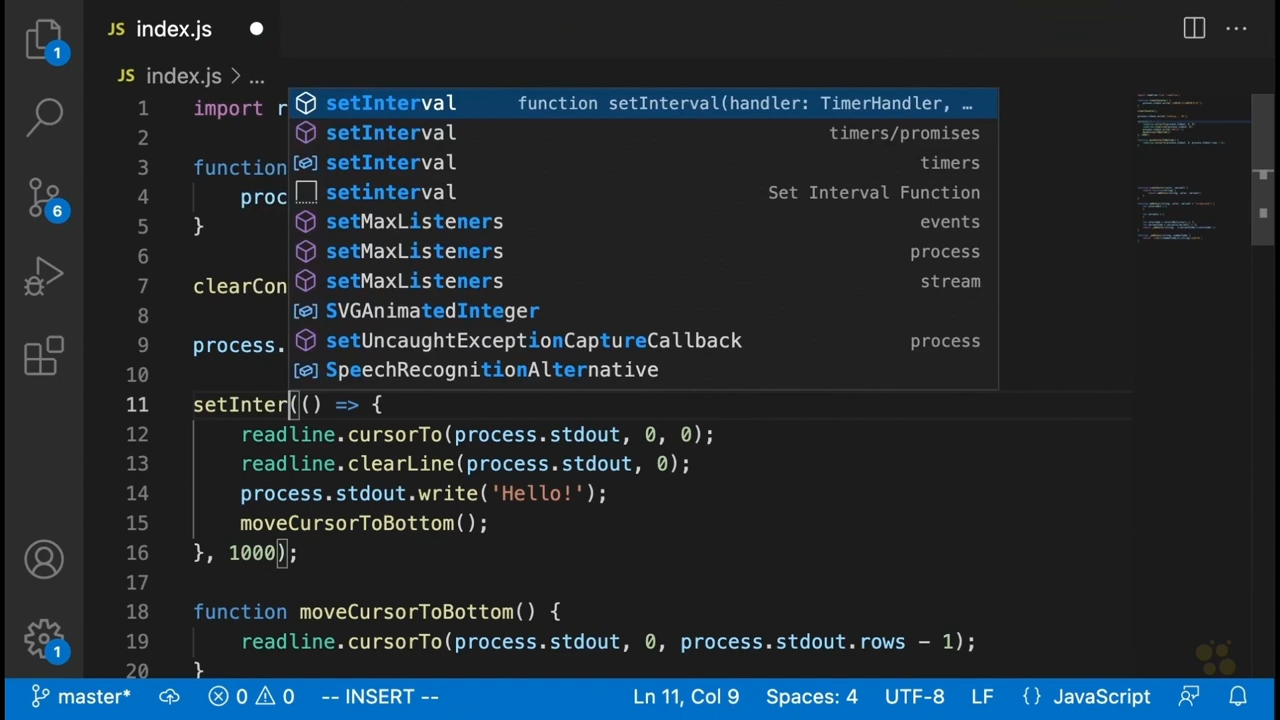 JS index.js
JS index.js > ...
1 import r
2
3 function
4 proc
5 }
6
7 clearCon
8
9 process.
10
setInterval function setInterval(handler: TimerHandler, …
setInterval timers/promises
setInterval timers
setinterval Set Interval Function
setMaxListeners events
setMaxListeners process
setMaxListeners stream
SVGAnimatedInteger
setUncaughtExceptionCaptureCallback process
SpeechRecognitionAlternative
11 setInter(() => {
12 readline.cursorTo(process.stdout, 0, 0);
13 readline.clearLine(process.stdout, 0);
14 process.stdout.write('Hello!');
15 moveCursorToBottom();
16 }, 1000);
17
18 function moveCursorToBottom() {
19 readline.cursorTo(process.stdout, 0, process.stdout.rows - 1);
20 }
1
6
1
master* 0 0 -- INSERT -- Ln 11, Col 9 Spaces: 4 UTF-8 LF {} JavaScript